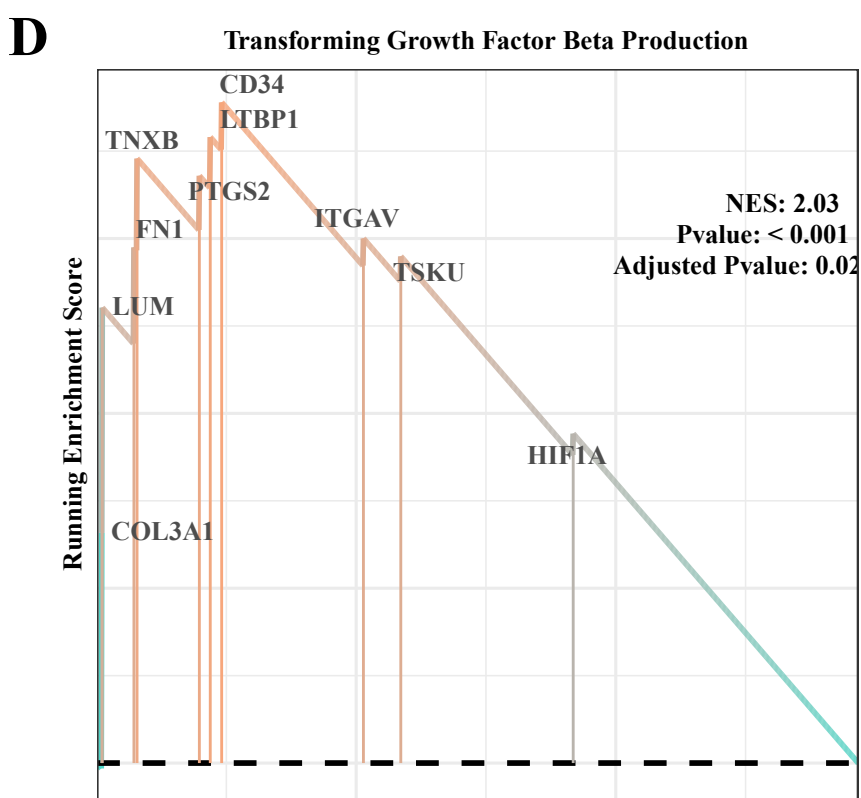 D
Transforming Growth Factor Beta Production
CD34
LTBP1
TNXB
PTGS2
ITGAV
FN1
NES: 2.03
Pvalue: < 0.001
Adjusted Pvalue: 0.02
TSKU
LUM
HIF1A
COL3A1
Running Enrichment Score